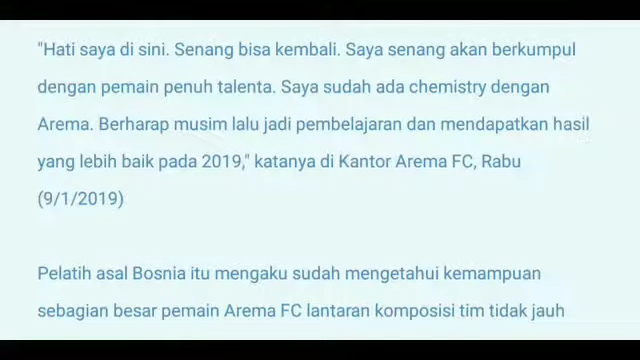 "Hati saya di sini. Senang bisa kembali. Saya senang akan berkumpul
dengan pemain penuh talenta. Saya sudah ada chemistry dengan
Arema. Berharap musim lalu jadi pembelajaran dan mendapatkan hasil
yang lebih baik pada 2019," katanya di Kantor Arema FC, Rabu
(9/1/2019)
Pelatih asal Bosnia itu mengaku sudah mengetahui kemampuan
sebagian besar pemain Arema FC lantaran komposisi tim tidak jauh